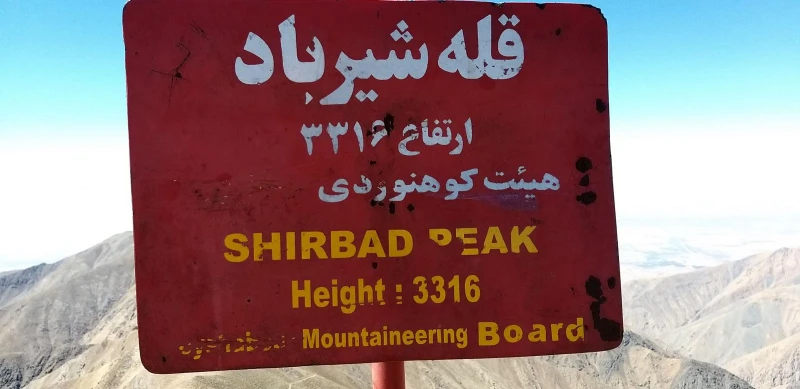 قله شیرباد
ارتفاع ۳۳۱۶
هیئت کوهنوردی
SHIRBAD PEAK
Height : 3316
Mountaineering Board